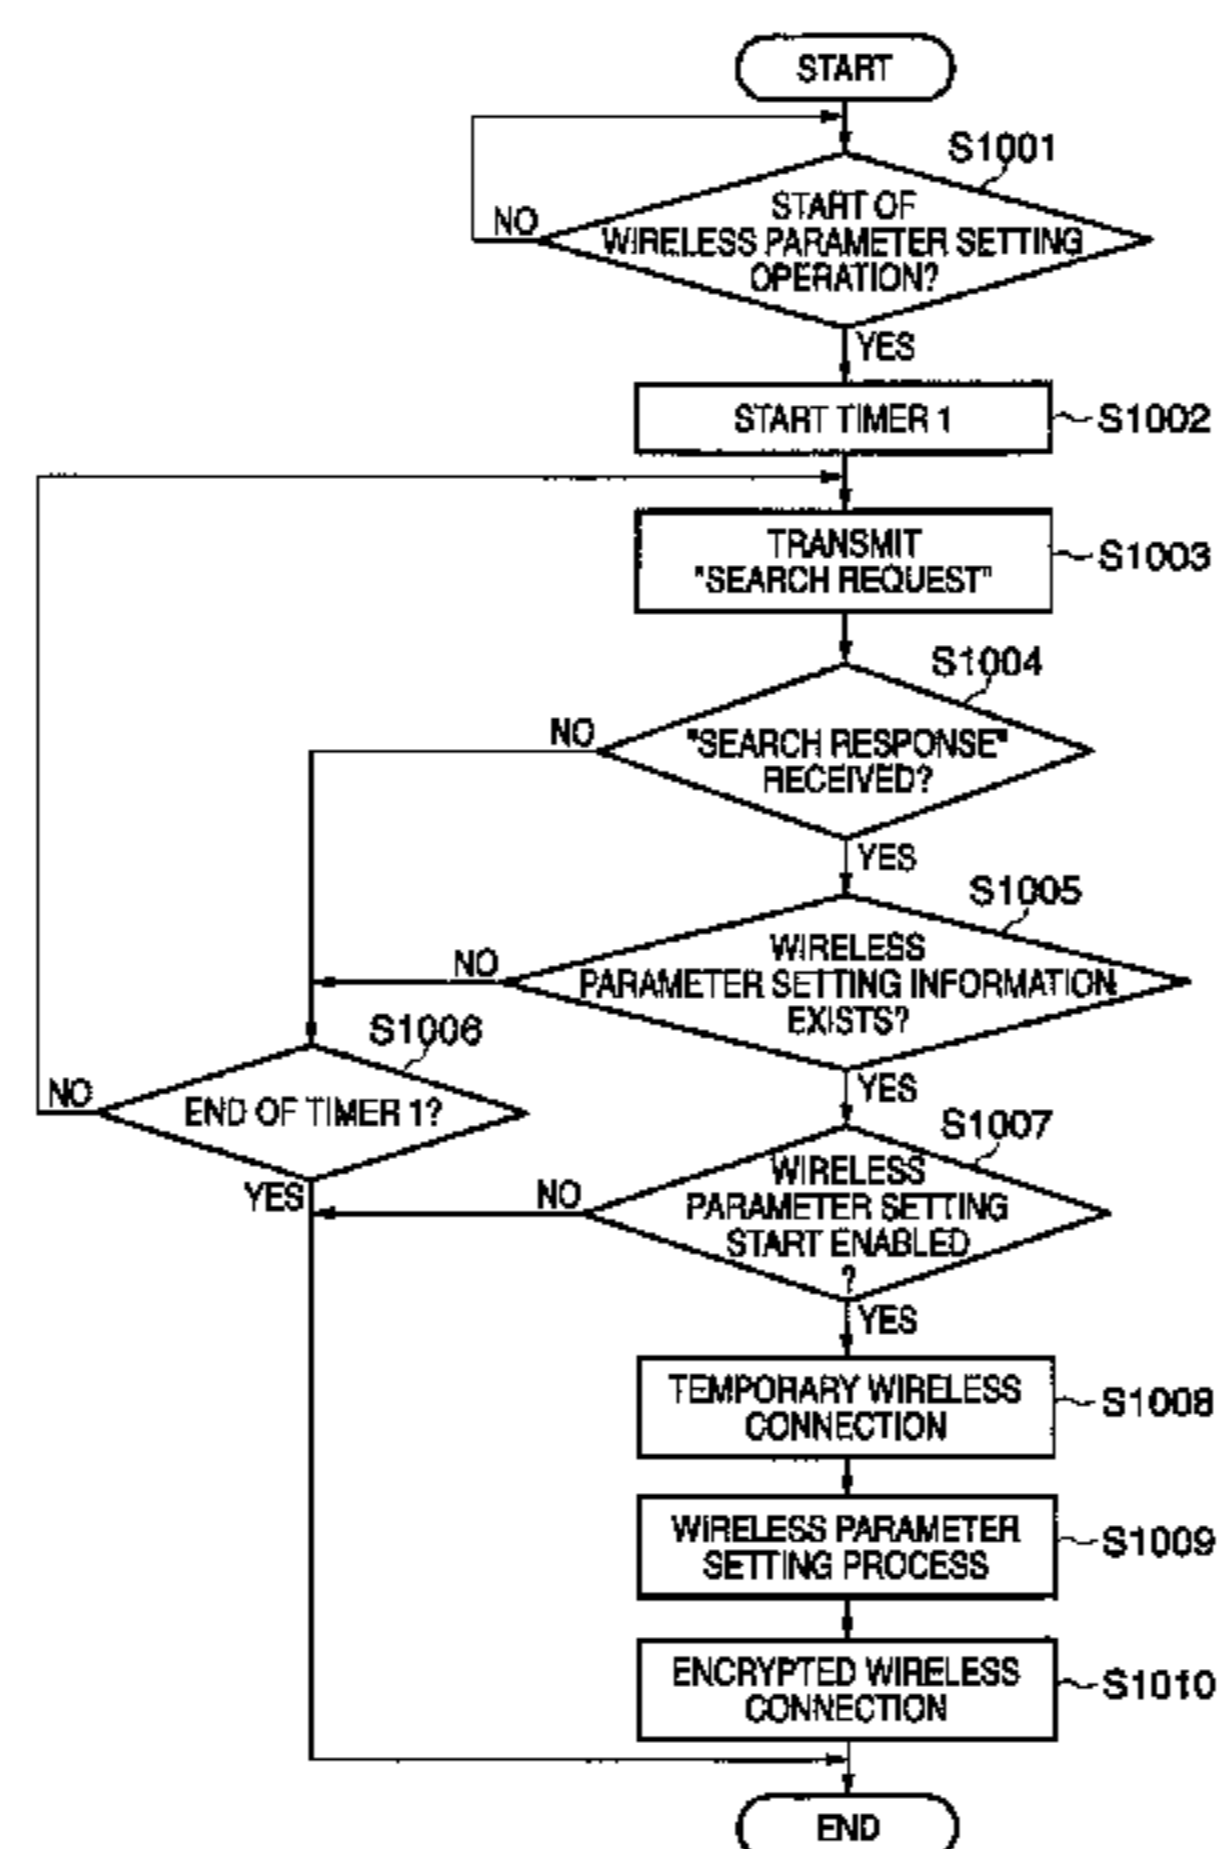 START
S1001
START OF
WIRELESS PARAMETER SETTING
OPERATION?
NO
YES
START TIMER 1
S1002
TRANSMIT
"SEARCH REQUEST"
S1003
S1004
"SEARCH RESPONSE"
RECEIVED?
NO
YES
S1005
WIRELESS
PARAMETER SETTING INFORMATION
EXISTS?
NO
YES
S1006
END OF TIMER 1?
NO
YES
S1007
WIRELESS
PARAMETER SETTING
START ENABLED
?
NO
YES
TEMPORARY WIRELESS
CONNECTION
S1008
WIRELESS PARAMETER
SETTING PROCESS
S1009
ENCRYPTED WIRELESS
CONNECTION
S1010
END